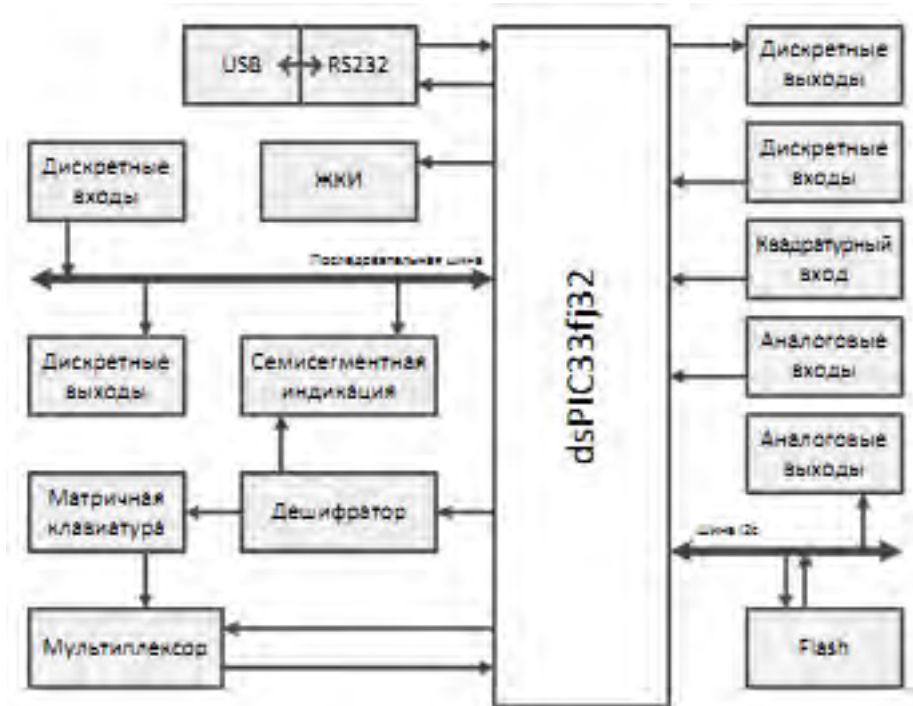 USB
RS232
Дискретные
выходы
Дискретные
входы
ЖКИ
Дискретные
входы
Последовательная шина
Квадратурный
вход
dsPIC33fj32
Дискретные
выходы
Семисегментная
индикация
Аналоговые
входы
Аналоговые
выходы
Матричная
клавиатура
Дешифратор
Шина I2c
Мультиплексор
Flash